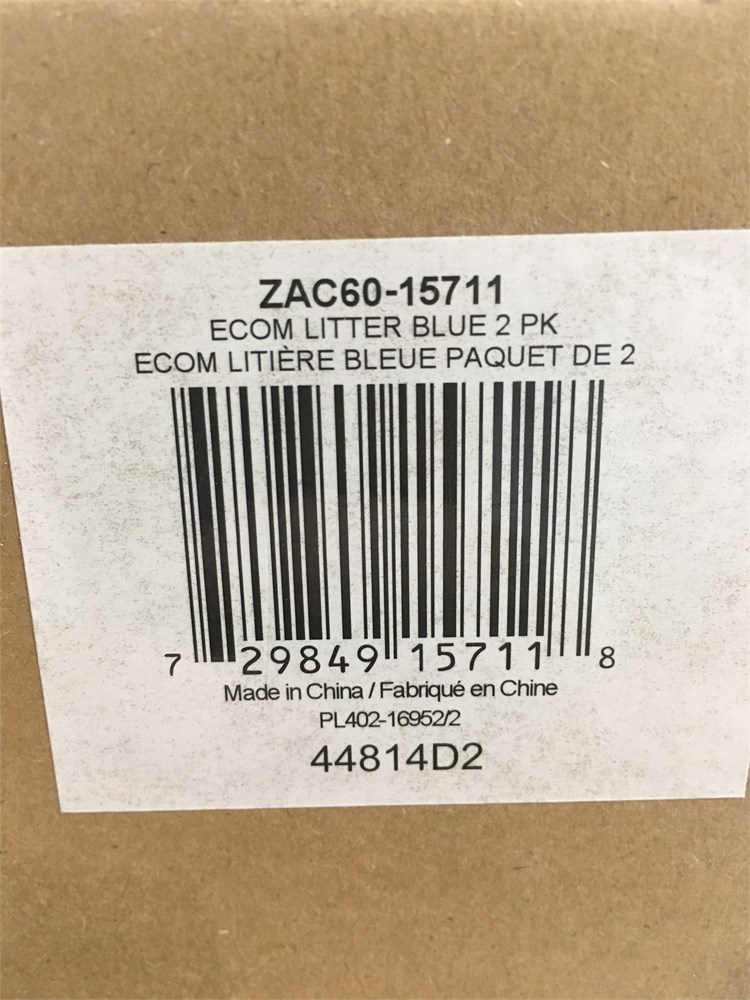 ZAC60-15711
ECOM LITTER BLUE 2 PK
ECOM LITIÈRE BLEUE PAQUET DE 2
7 29849 15711 8
Made in China / Fabriqué en Chine
PL402-16952/2
44814D2